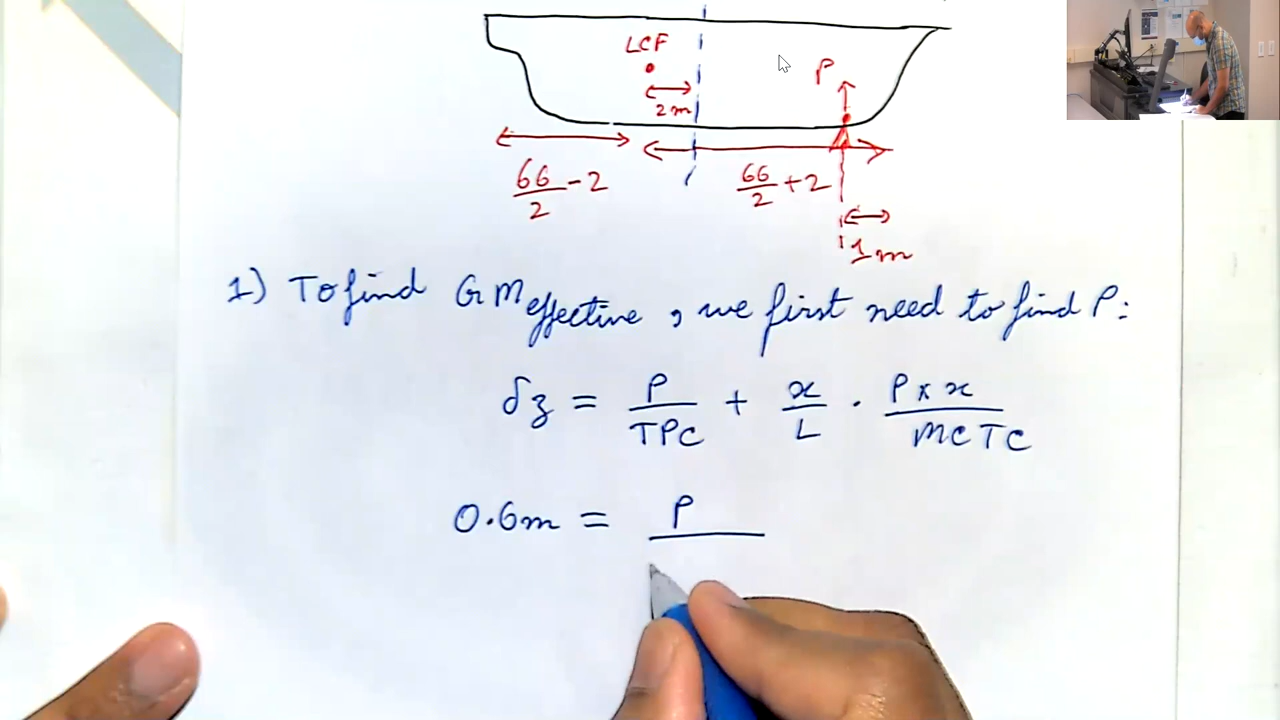 LCF
P
2m
66/2 - 2
66/2 + 2
1m
1) To find GM effective, we first need to find P:
δz = P/TPC + x/L · P×x/MCTC
0.6m = P